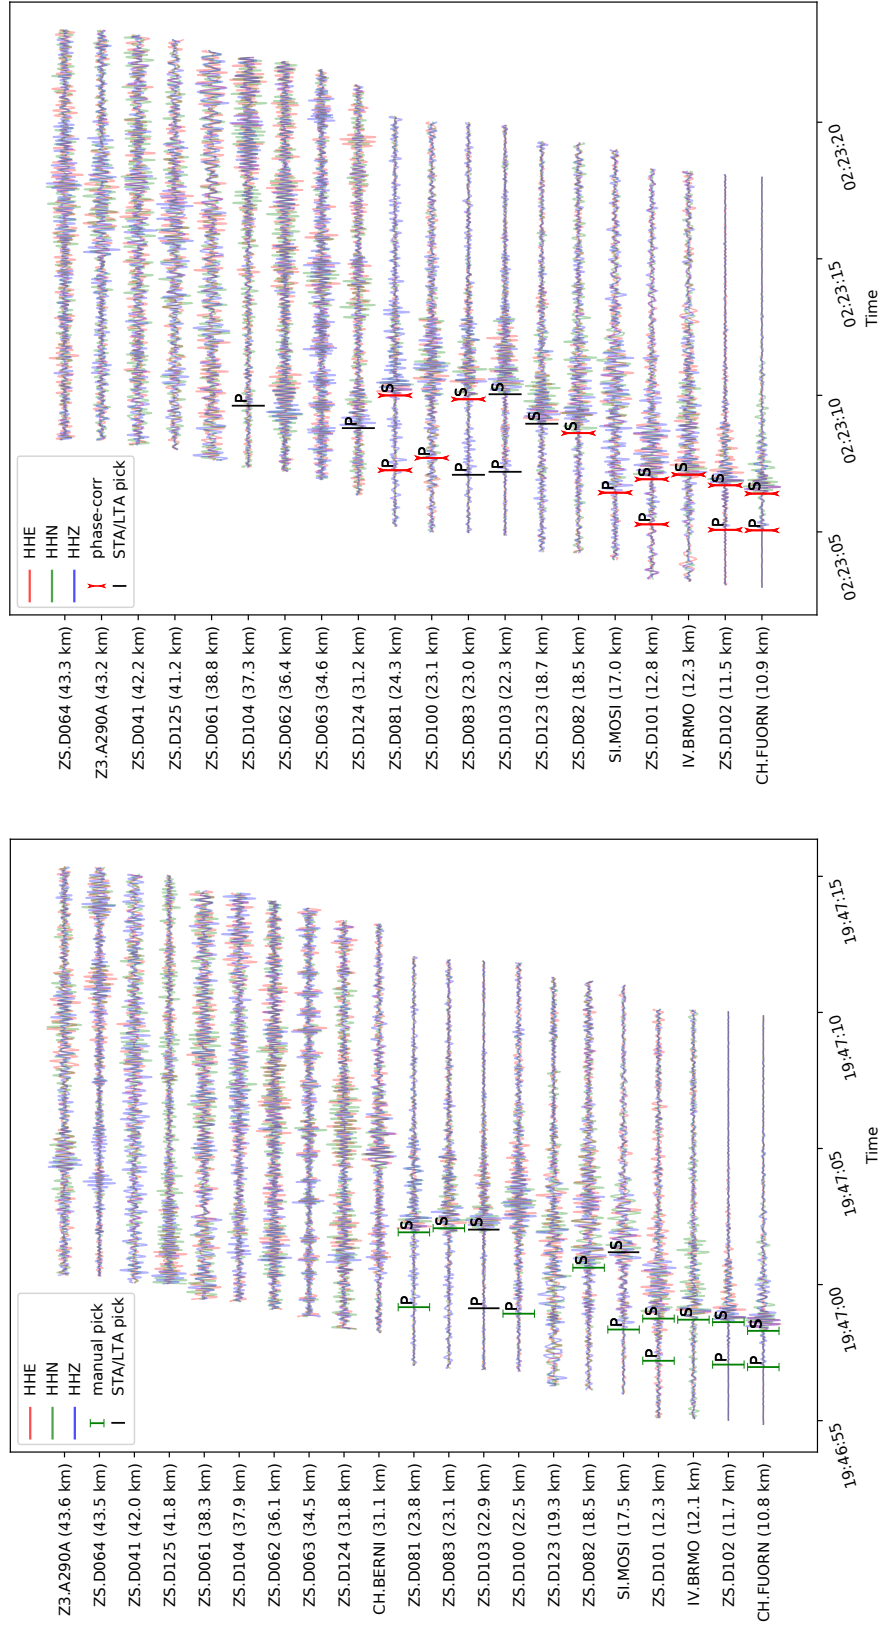 HHE
HHN
HHZ
phase-corr
STA/LTA pick
ZS.D064 (43.3 km)
Z3.A290A (43.2 km)
ZS.D041 (42.2 km)
ZS.D125 (41.2 km)
ZS.D061 (38.8 km)
P
ZS.D104 (37.3 km)
ZS.D062 (36.4 km)
ZS.D063 (34.6 km)
P
ZS.D124 (31.2 km)
P S
ZS.D081 (24.3 km)
P
ZS.D100 (23.1 km)
P S
ZS.D083 (23.0 km)
P S
ZS.D103 (22.3 km)
S
ZS.D123 (18.7 km)
S
ZS.D082 (18.5 km)
P
SI.MOSI (17.0 km)
P S
ZS.D101 (12.8 km)
S
IV.BRMO (12.3 km)
P S
ZS.D102 (11.5 km)
P S
CH.FUORN (10.9 km)
02:23:05
02:23:10
02:23:15
02:23:20
Time
HHE
HHN
HHZ
manual pick
STA/LTA pick
Z3.A290A (43.6 km)
ZS.D064 (43.5 km)
ZS.D041 (42.0 km)
ZS.D125 (41.8 km)
ZS.D061 (38.3 km)
ZS.D104 (37.9 km)
ZS.D062 (36.1 km)
ZS.D063 (34.5 km)
ZS.D124 (31.8 km)
CH.BERNI (31.1 km)
P S
ZS.D081 (23.8 km)
S
ZS.D083 (23.1 km)
P S
ZS.D103 (22.9 km)
P
ZS.D100 (22.5 km)
ZS.D123 (19.3 km)
S
ZS.D082 (18.5 km)
P S
SI.MOSI (17.5 km)
P S
ZS.D101 (12.3 km)
S
IV.BRMO (12.1 km)
P S
ZS.D102 (11.7 km)
P S
CH.FUORN (10.8 km)
19:46:55
19:47:00
19:47:05
19:47:10
19:47:15
Time